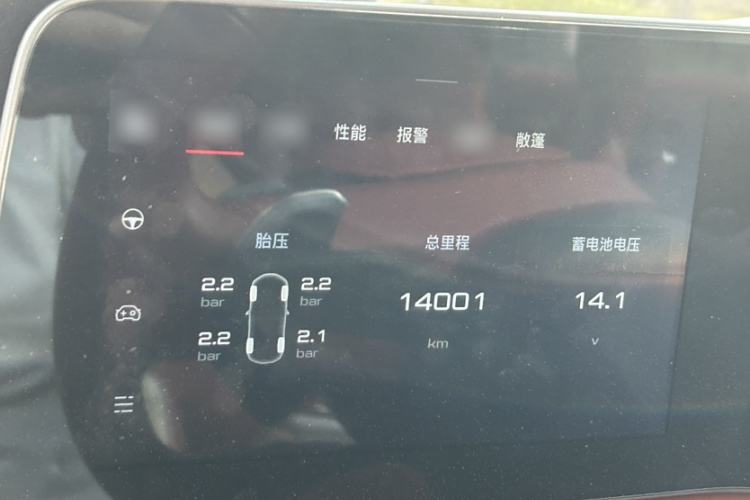 性能 报警 敞篷
胎压 总里程 蓄电池电压
2.2 bar 2.2 bar
14001 14.1
2.2 bar 2.1 bar
km v